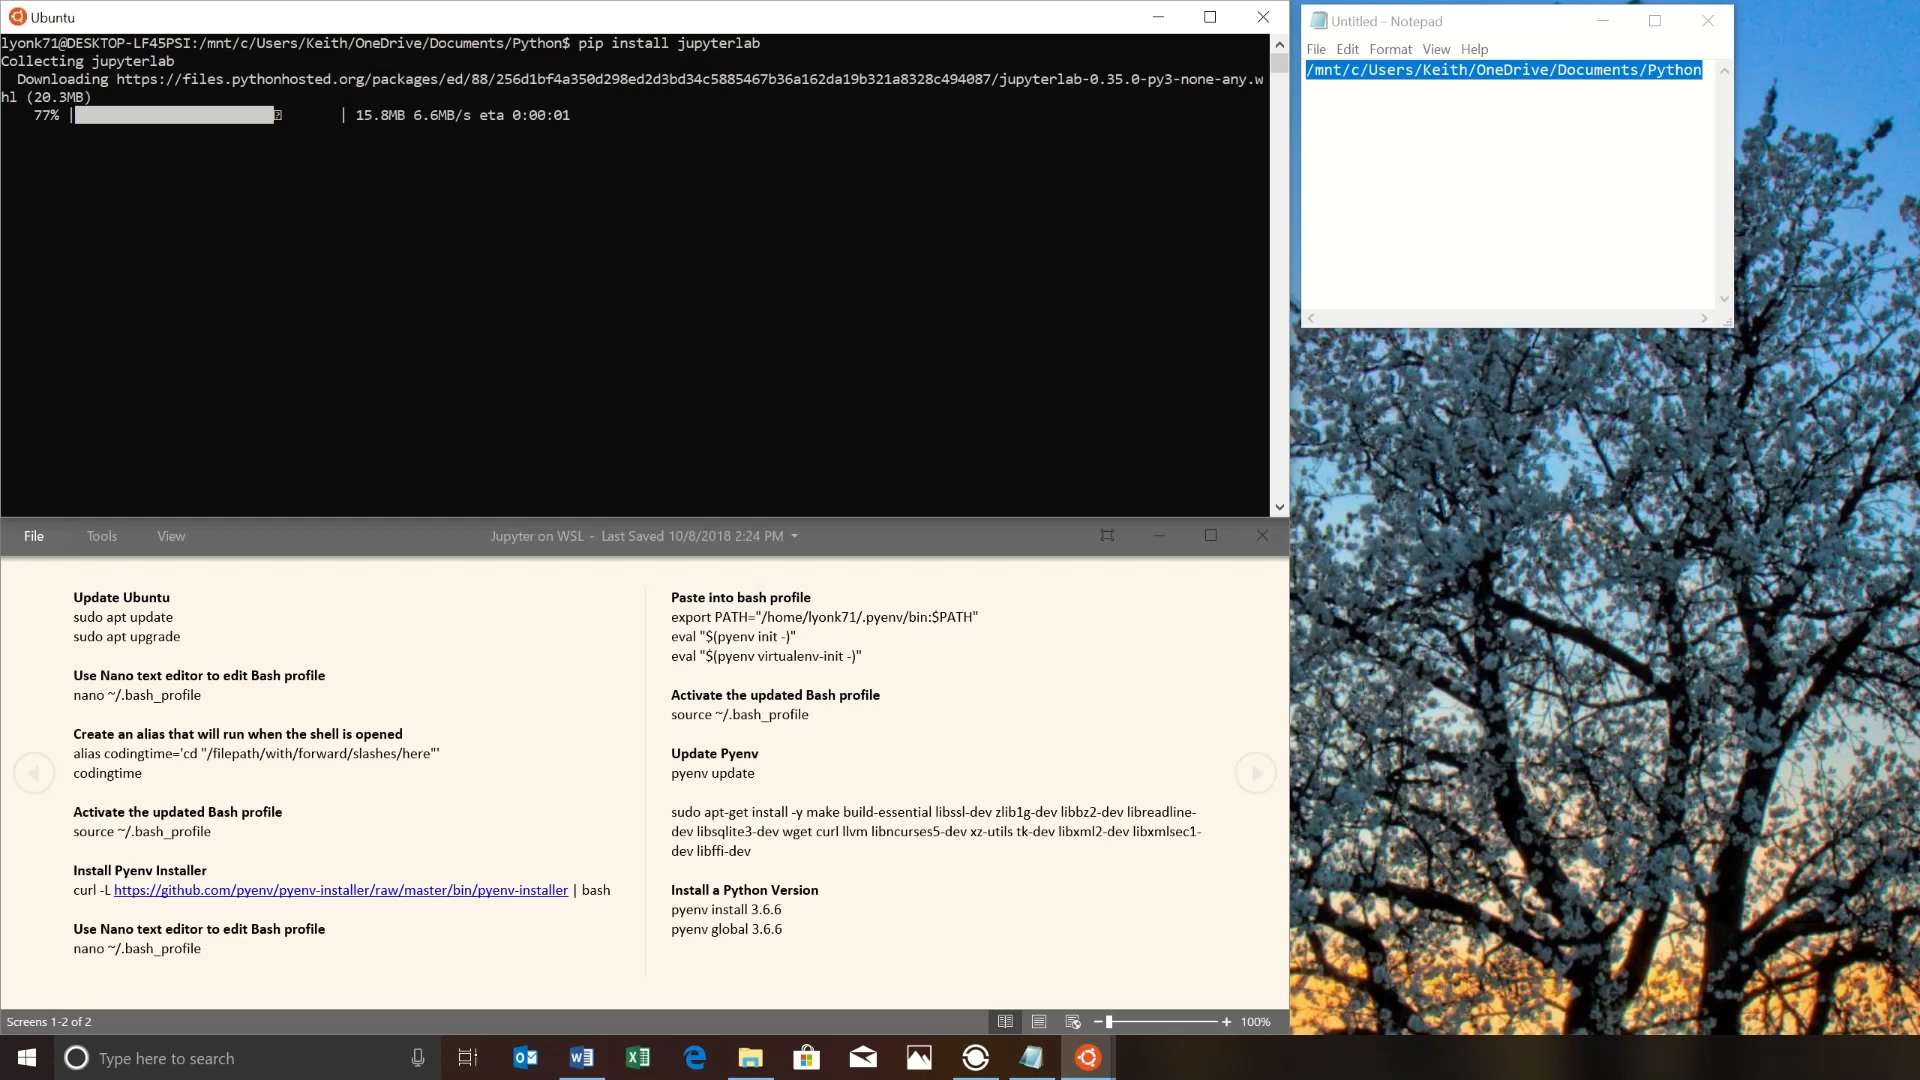 Ubuntu
lyonk71@DESKTOP-LF45PSI:/mnt/c/Users/Keith/OneDrive/Documents/Python$ pip install jupyterlab
Collecting jupyterlab
Downloading https://files.pythonhosted.org/packages/ed/88/256d1bf4a350d298ed2d3bd34c5885467b36a162da19b321a8328c494087/jupyterlab-0.35.0-py3-none-any.w
hl (20.3MB)
77% | | 15.8MB 6.6MB/s eta 0:00:01
Untitled - Notepad
File Edit Format View Help
/mnt/c/Users/Keith/OneDrive/Documents/Python
File Tools View Jupyter on WSL - Last Saved 10/8/2018 2:24 PM
Update Ubuntu
sudo apt update
sudo apt upgrade
Use Nano text editor to edit Bash profile
nano ~/.bash_profile
Create an alias that will run when the shell is opened
alias codingtime='cd "/filepath/with/forward/slashes/here"'
codingtime
Activate the updated Bash profile
source ~/.bash_profile
Install Pyenv Installer
curl -L https://github.com/pyenv/pyenv-installer/raw/master/bin/pyenv-installer | bash
Use Nano text editor to edit Bash profile
nano ~/.bash_profile
Paste into bash profile
export PATH="/home/lyonk71/.pyenv/bin:$PATH"
eval "$(pyenv init -)"
eval "$(pyenv virtualenv-init -)"
Activate the updated Bash profile
source ~/.bash_profile
Update Pyenv
pyenv update
sudo apt-get install -y make build-essential libssl-dev zlib1g-dev libbz2-dev libreadline-
dev libsqlite3-dev wget curl llvm libncurses5-dev xz-utils tk-dev libxml2-dev libxmlsec1-
dev libffi-dev
Install a Python Version
pyenv install 3.6.6
pyenv global 3.6.6
Screens 1-2 of 2
100%
Type here to search